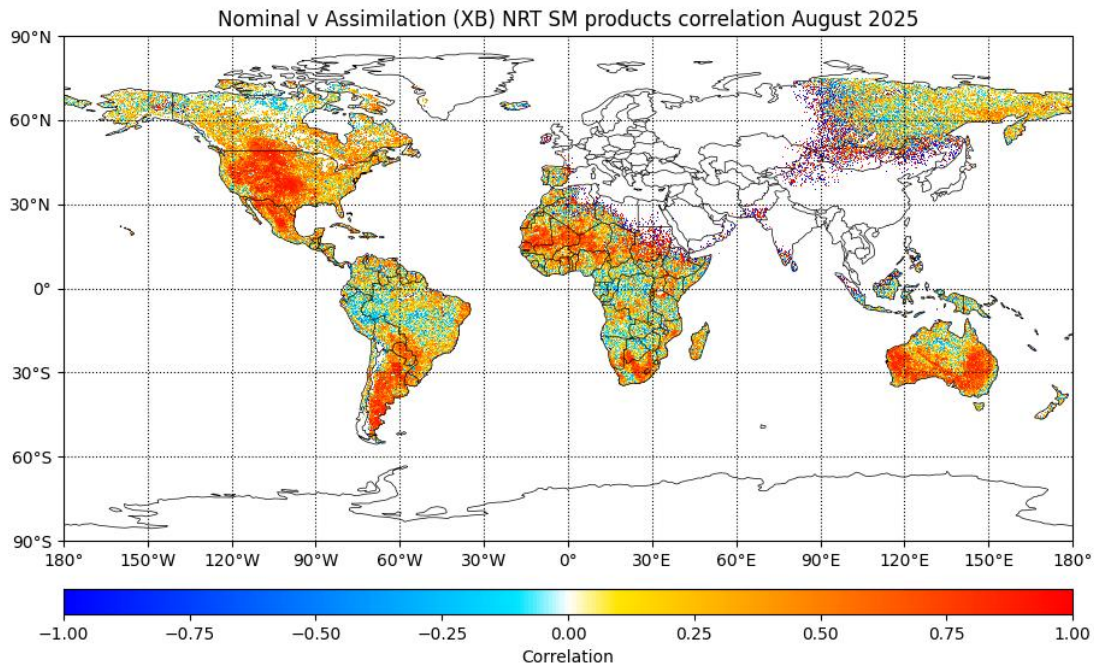 Nominal v Assimilation (XB) NRT SM products correlation August 2025
90°N
60°N
30°N
0°
30°S
60°S
90°S
180° 150°W 120°W 90°W 60°W 30°W 0° 30°E 60°E 90°E 120°E 150°E 180°
−1.00 −0.75 −0.50 −0.25 0.00 0.25 0.50 0.75 1.00
Correlation